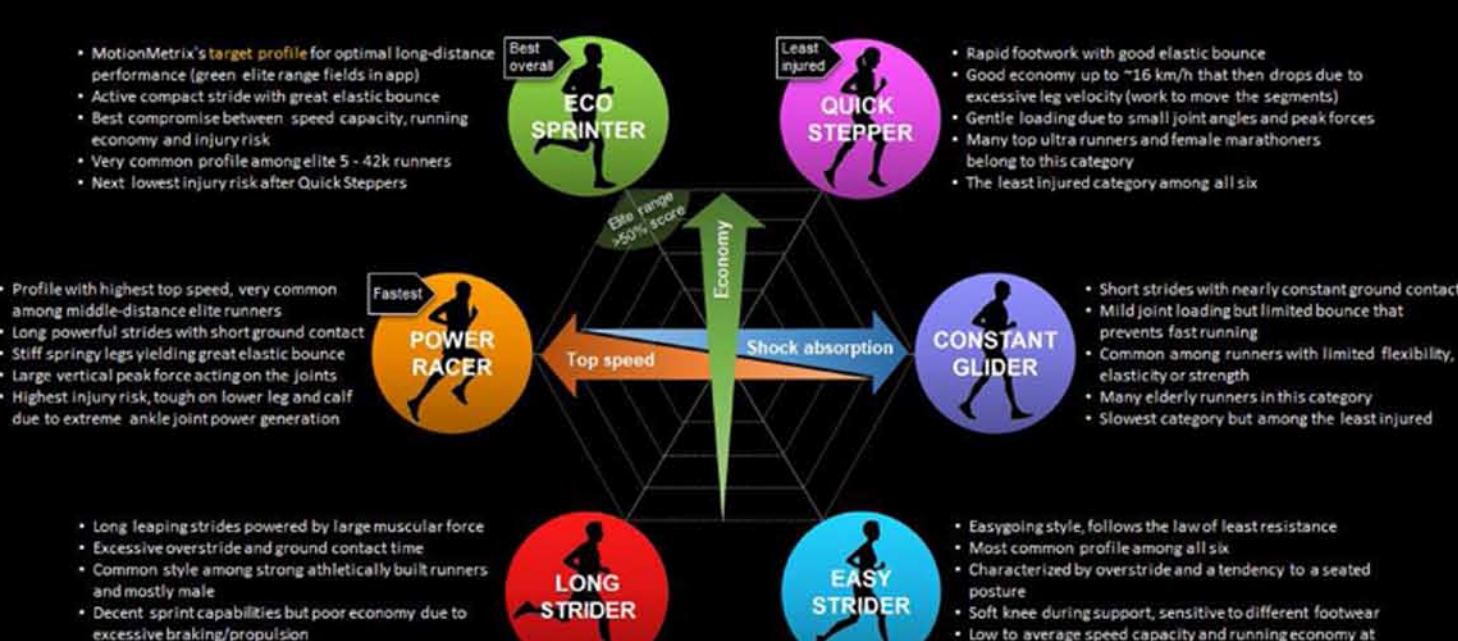 • MotionMetrix's target profile for optimal long-distance
performance (green elite range fields in app)
• Active compact stride with great elastic bounce
• Best compromise between speed capacity, running
economy and injury risk
• Very common profile among elite 5 - 42k runners
• Next lowest injury risk after Quick Steppers
Best
overall
ECO
SPRINTER
Least
injured
QUICK
STEPPER
• Rapid footwork with good elastic bounce
• Good economy up to ~16 km/h that then drops due to
excessive leg velocity (work to move the segments)
• Gentle loading due to small joint angles and peak forces
• Many top ultra runners and female marathoners
belong to this category
• The least injured category among all six
Elite range
>50% score
Economy
• Profile with highest top speed, very common
among middle-distance elite runners
• Long powerful strides with short ground contact
• Stiff springy legs yielding great elastic bounce
• Large vertical peak force acting on the joints
• Highest injury risk, tough on lower leg and calf
due to extreme ankle joint power generation
Fastest
POWER
RACER
Top speed
Shock absorption
CONSTANT
GLIDER
• Short strides with nearly constant ground contact
• Mild joint loading but limited bounce that
prevents fast running
• Common among runners with limited flexibility,
elasticity or strength
• Many elderly runners in this category
• Slowest category but among the least injured
• Long leaping strides powered by large muscular force
• Excessive overstride and ground contact time
• Common style among strong athletically built runners
and mostly male
• Decent sprint capabilities but poor economy due to
excessive braking/propulsion
LONG
STRIDER
EASY
STRIDER
• Easygoing style, follows the law of least resistance
• Most common profile among all six
• Characterized by overstride and a tendency to a seated
posture
• Soft knee during support, sensitive to different footwear
• Low to average speed capacity and running economy at